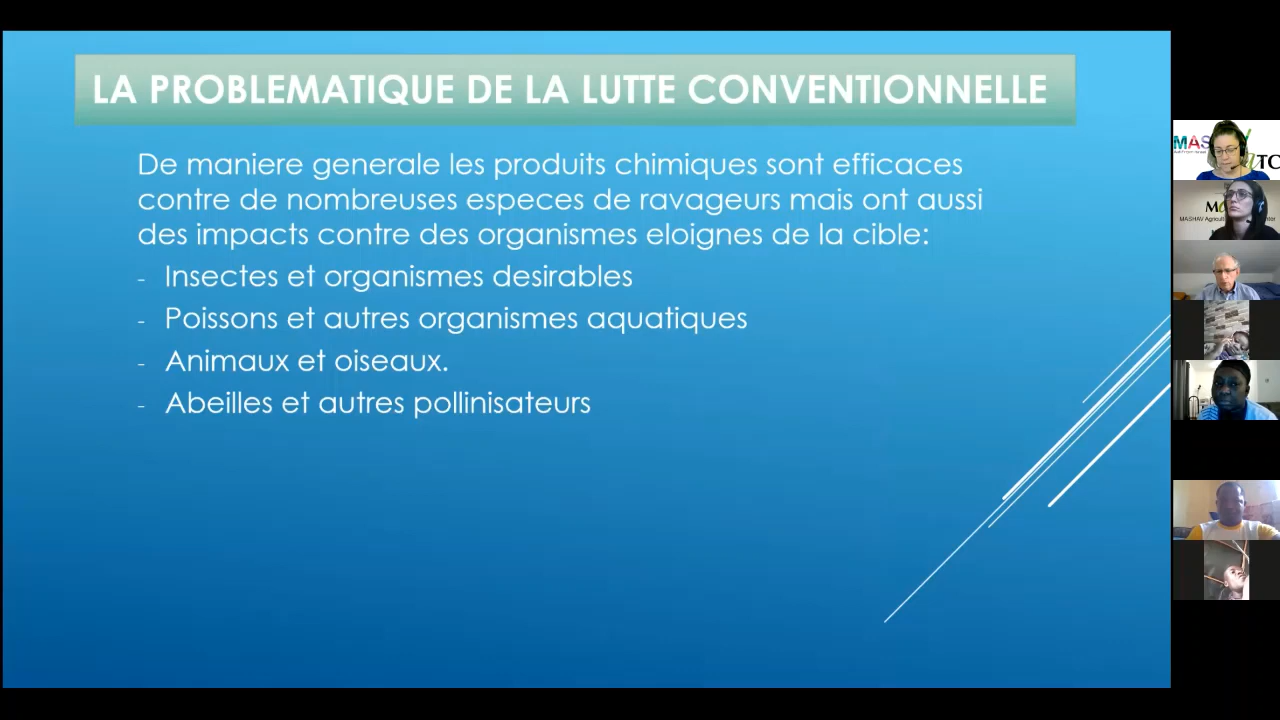 LA PROBLEMATIQUE DE LA LUTTE CONVENTIONNELLE
De maniere generale les produits chimiques sont efficaces
contre de nombreuses especes de ravageurs mais ont aussi
des impacts contre des organismes eloignes de la cible:
- Insectes et organismes desirables
- Poissons et autres organismes aquatiques
- Animaux et oiseaux.
- Abeilles et autres pollinisateurs